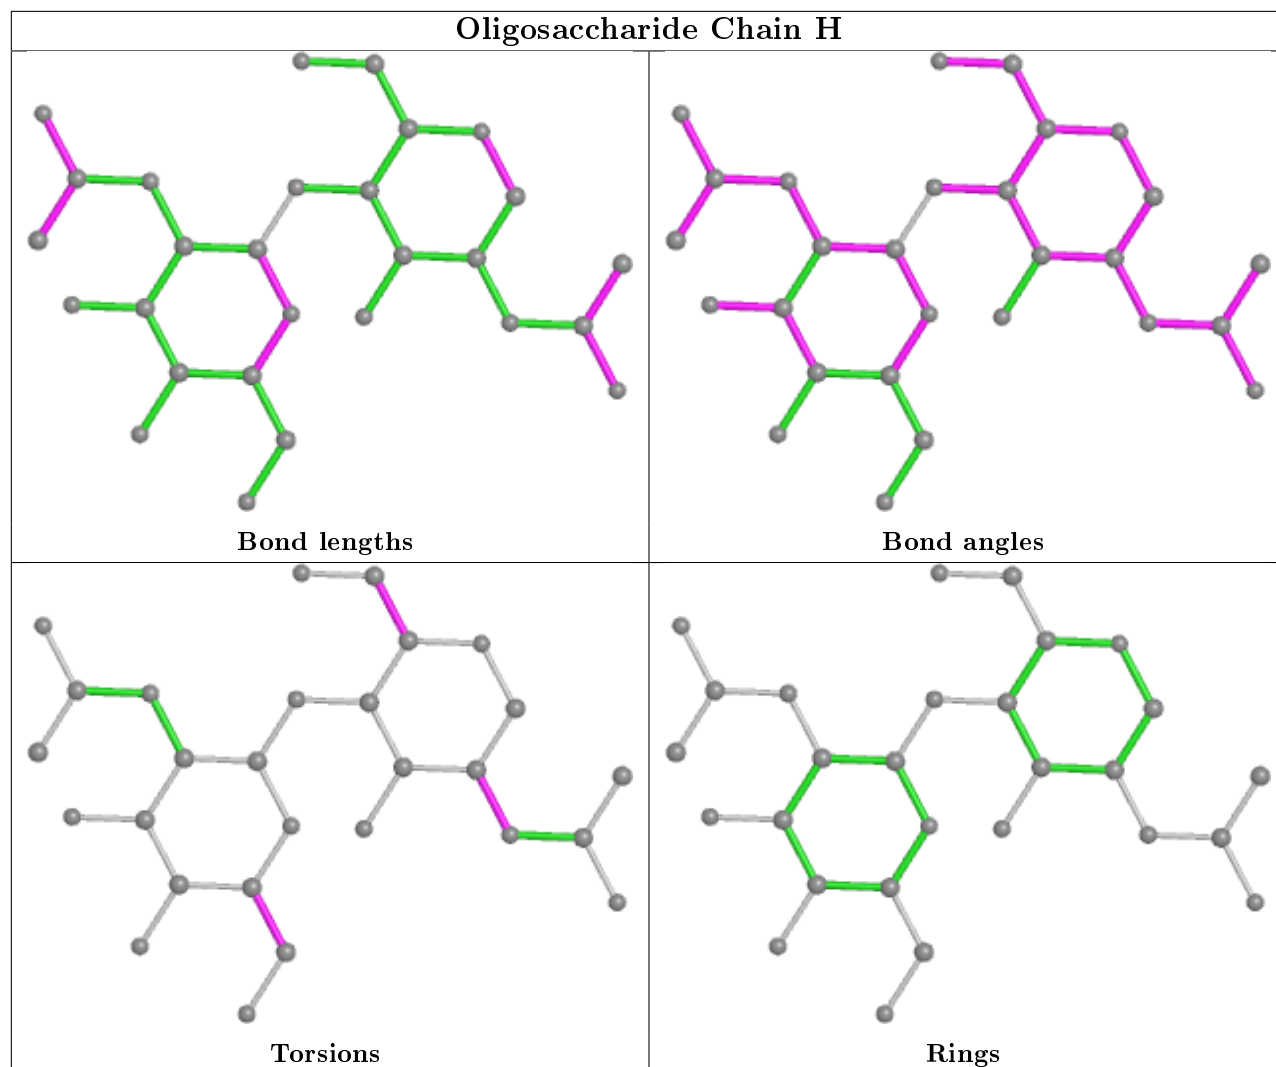 Oligosaccharide Chain H
Bond lengths
Bond angles
Torsions
Rings